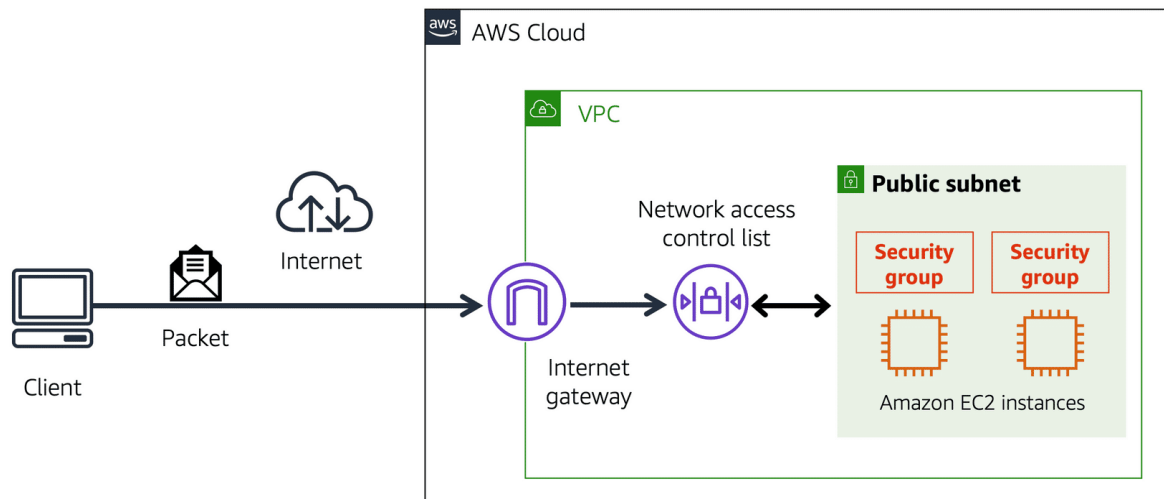 aws
AWS Cloud
VPC
Public subnet
Network access
control list
Security
group
Security
group
Internet
Packet
Client
Internet
gateway
Amazon EC2 instances